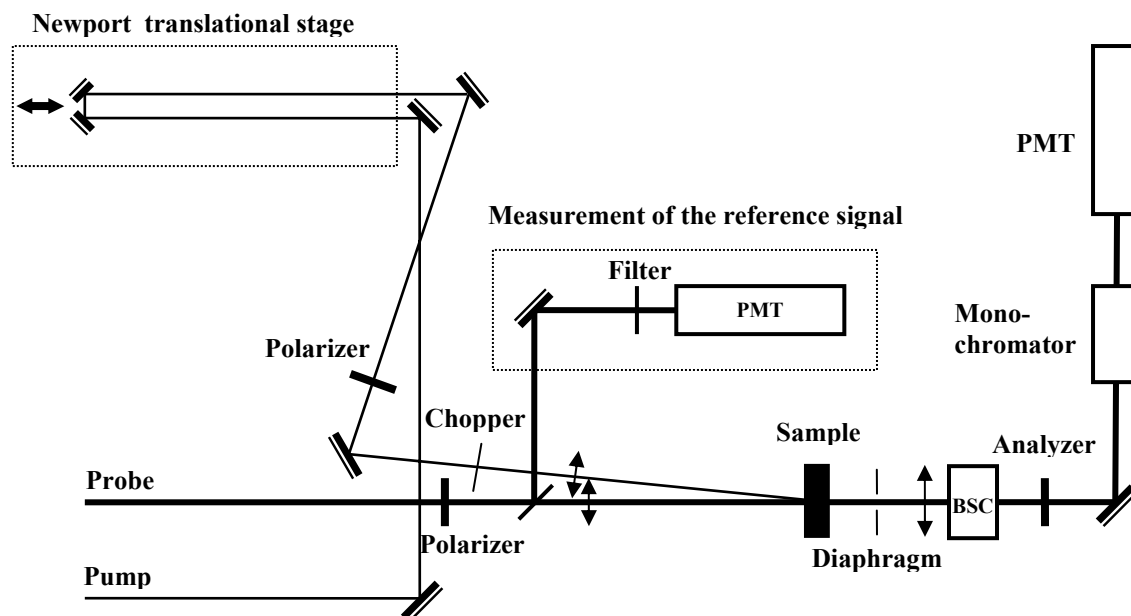 Newport translational stage
PMT
Measurement of the reference signal
Filter
PMT
Mono-
chromator
Polarizer
Chopper
Sample
Analyzer
Probe
BSC
Polarizer
Diaphragm
Pump